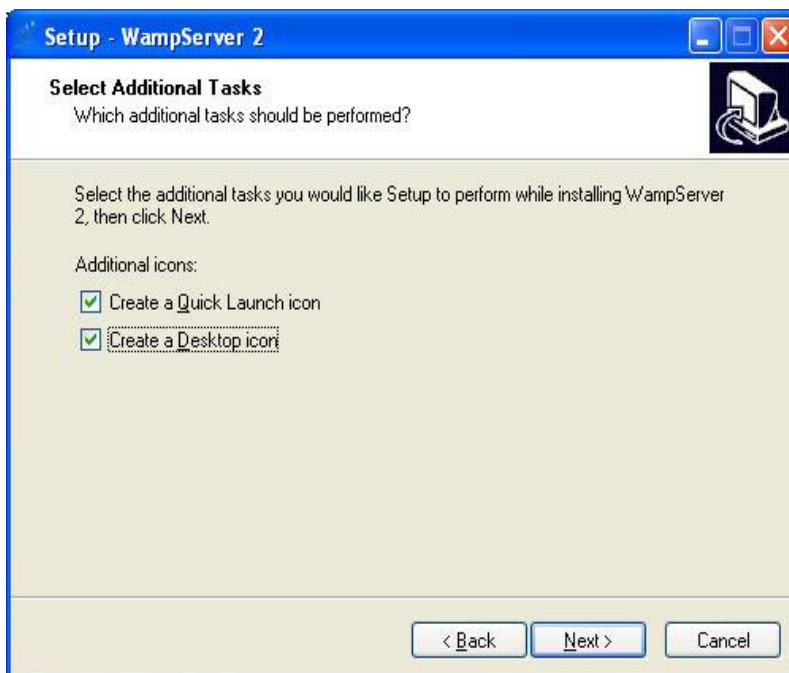 Setup - WampServer 2
Select Additional Tasks
Which additional tasks should be performed?
Select the additional tasks you would like Setup to perform while installing WampServer
2, then click Next.
Additional icons:
Create a Quick Launch icon
Create a Desktop icon
< Back Next > Cancel